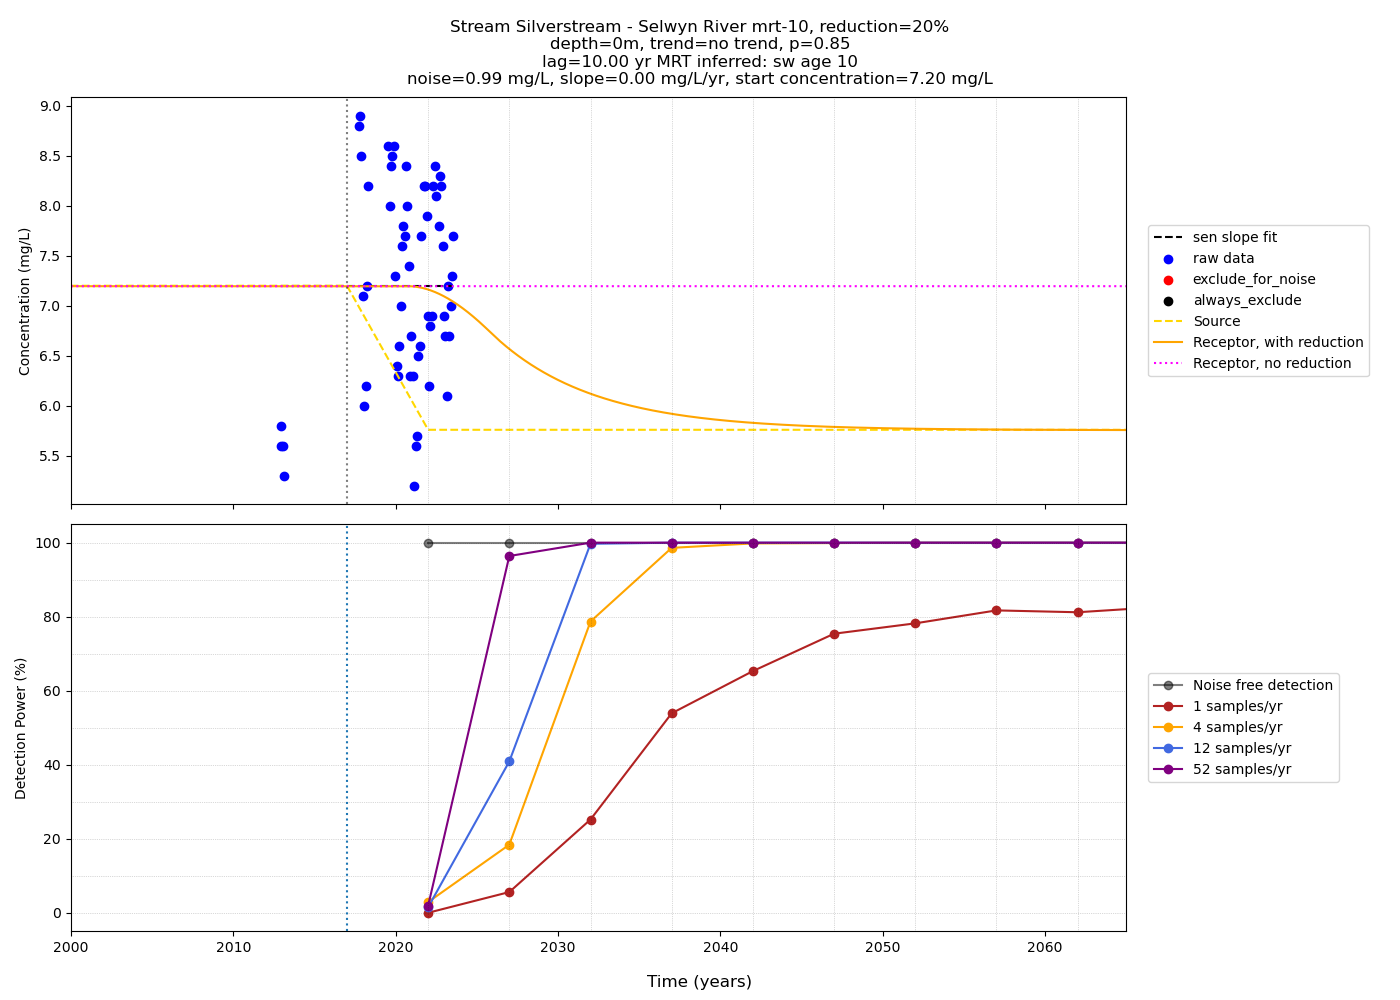 Stream Silverstream - Selwyn River mrt-10, reduction=20%
depth=0m, trend=no trend, p=0.85
lag=10.00 yr MRT inferred: sw age 10
noise=0.99 mg/L, slope=0.00 mg/L/yr, start concentration=7.20 mg/L
9.0
8.5
8.0
7.5
7.0
6.5
6.0
5.5
Concentration (mg/L)
sen slope fit
raw data
exclude_for_noise
always_exclude
Source
Receptor, with reduction
Receptor, no reduction
100
80
60
40
20
0
Detection Power (%)
Noise free detection
1 samples/yr
4 samples/yr
12 samples/yr
52 samples/yr
2000 2010 2020 2030 2040 2050 2060
Time (years)